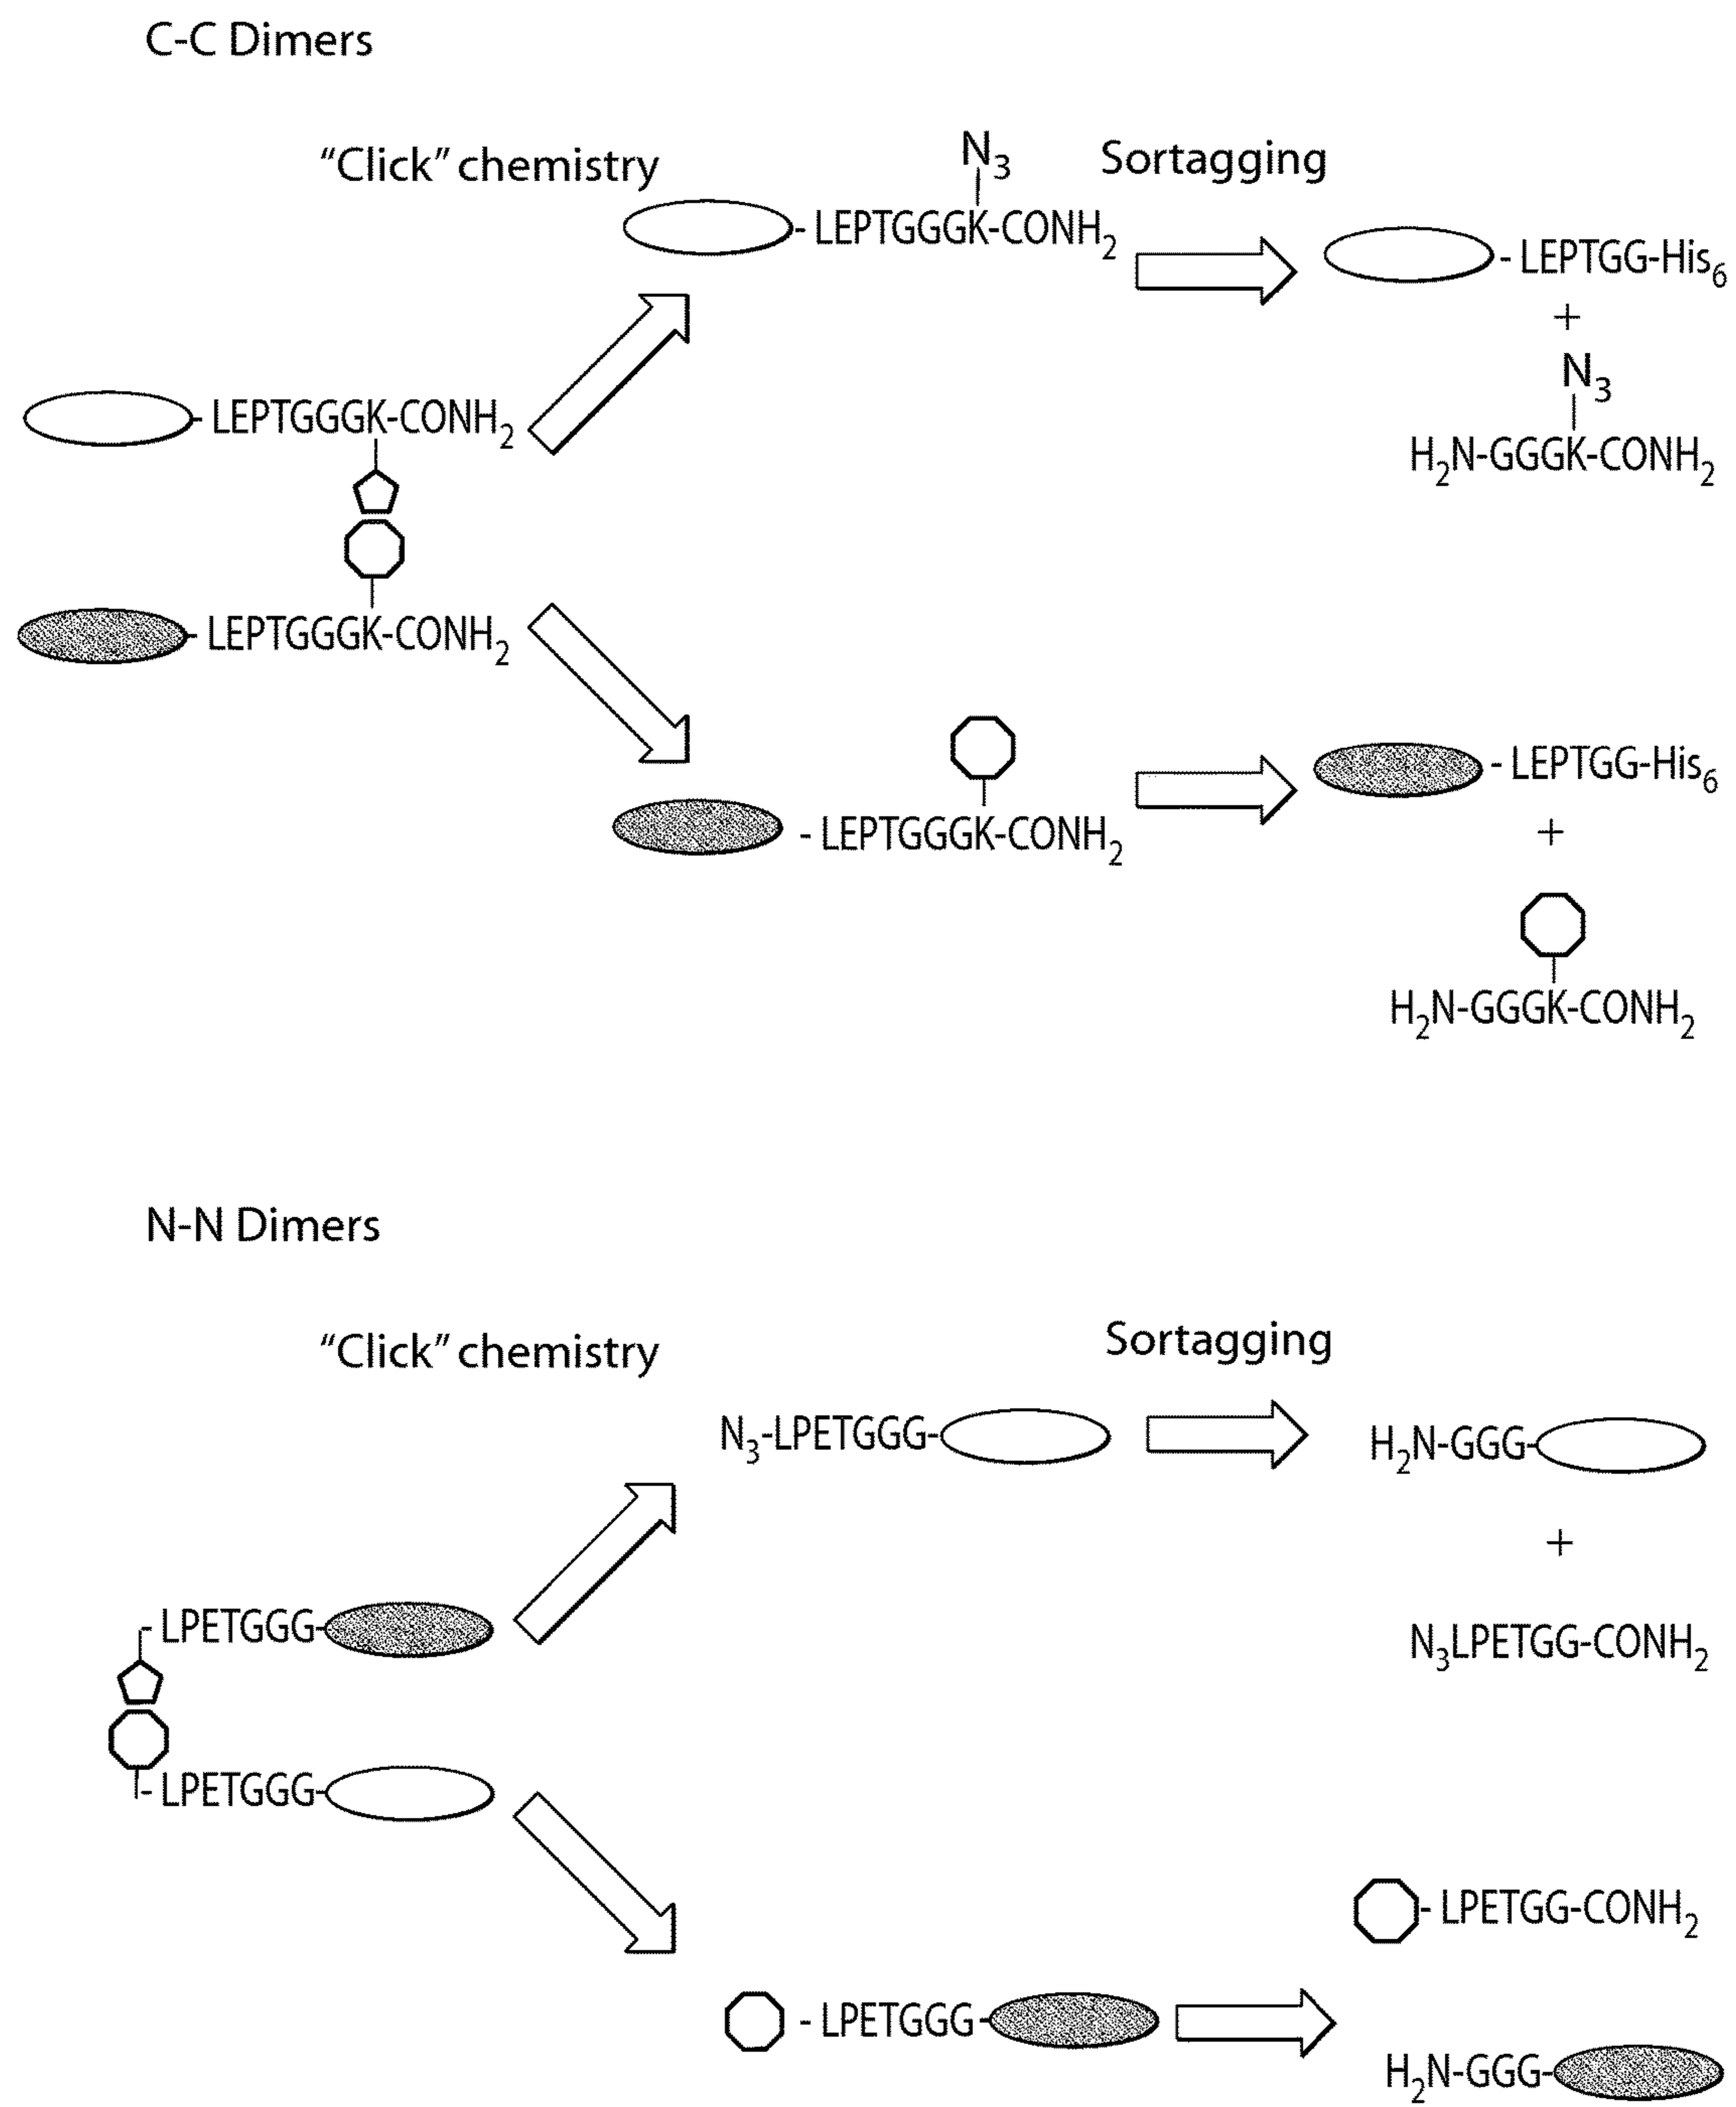 C-C Dimers
"Click" chemistry
N3
Sortagging
- LEPTGGGK-CONH2
- LEPTGG-His6
+
N3
H2N-GGGK-CONH2
- LEPTGGGK-CONH2
- LEPTGGGK-CONH2
- LEPTGG-His6
- LEPTGGGK-CONH2
+
H2N-GGGK-CONH2
N-N Dimers
"Click" chemistry
Sortagging
N3-LPETGGG-
H2N-GGG-
+
N3LPETGG-CONH2
- LPETGGG-
- LPETGGG-
- LPETGG-CONH2
- LPETGGG-
H2N-GGG-